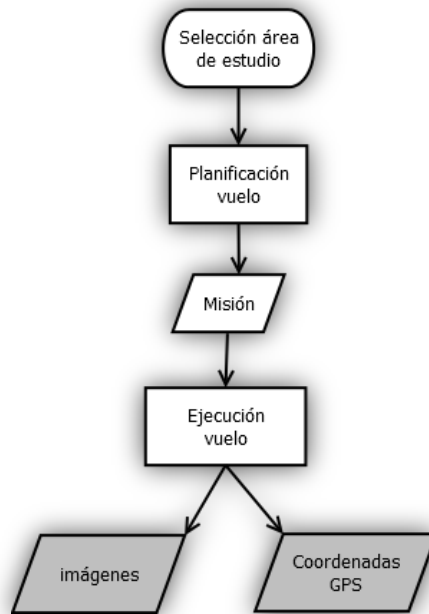 Selección área
de estudio
Planificación
vuelo
Misión
Ejecución
vuelo
imágenes
Coordenadas
GPS